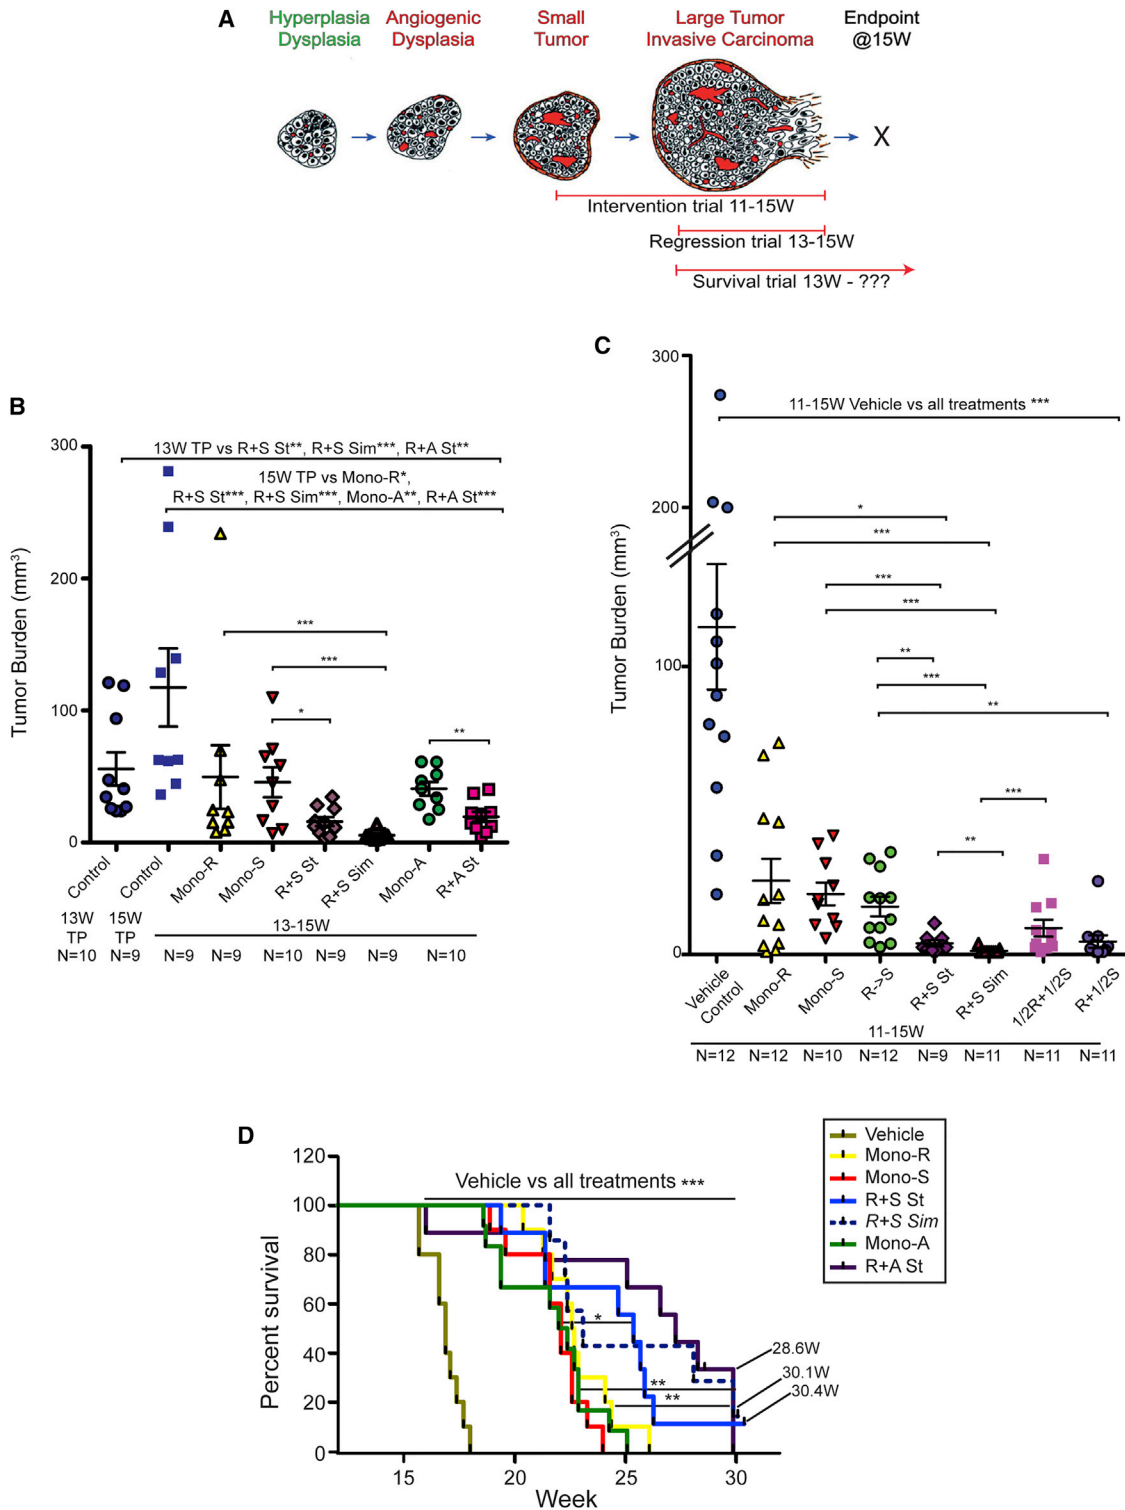 A
Hyperplasia
Dysplasia
Angiogenic
Dysplasia
Small
Tumor
Large Tumor
Invasive Carcinoma
Endpoint
@15W
X
Intervention trial 11-15W
Regression trial 13-15W
Survival trial 13W - ???
B
Tumor Burden (mm³)
300
200
100
0
13W TP vs R+S St**, R+S Sim***, R+A St**
15W TP vs Mono-R*,
R+S St***, R+S Sim***, Mono-A**, R+A St***
***
***
*
**
Control
Control
Mono-R
Mono-S
R+S St
R+S Sim
Mono-A
R+A St
13W
TP
15W
TP
13-15W
N=10
N=9
N=9
N=10
N=9
N=9
N=10
C
Tumor Burden (mm³)
300
200
100
0
11-15W Vehicle vs all treatments ***
*
***
***
***
**
***
**
***
**
Vehicle
Control
Mono-R
Mono-S
R->S
R+S St
R+S Sim
1/2R+1/2S
R+1/2S
11-15W
N=12
N=12
N=10
N=12
N=9
N=11
N=11
N=11
D
Percent survival
120
100
80
60
40
20
0
Vehicle vs all treatments ***
*
**
**
28.6W
30.1W
30.4W
15
20
25
30
Week
Vehicle
Mono-R
Mono-S
R+S St
R+S Sim
Mono-A
R+A St